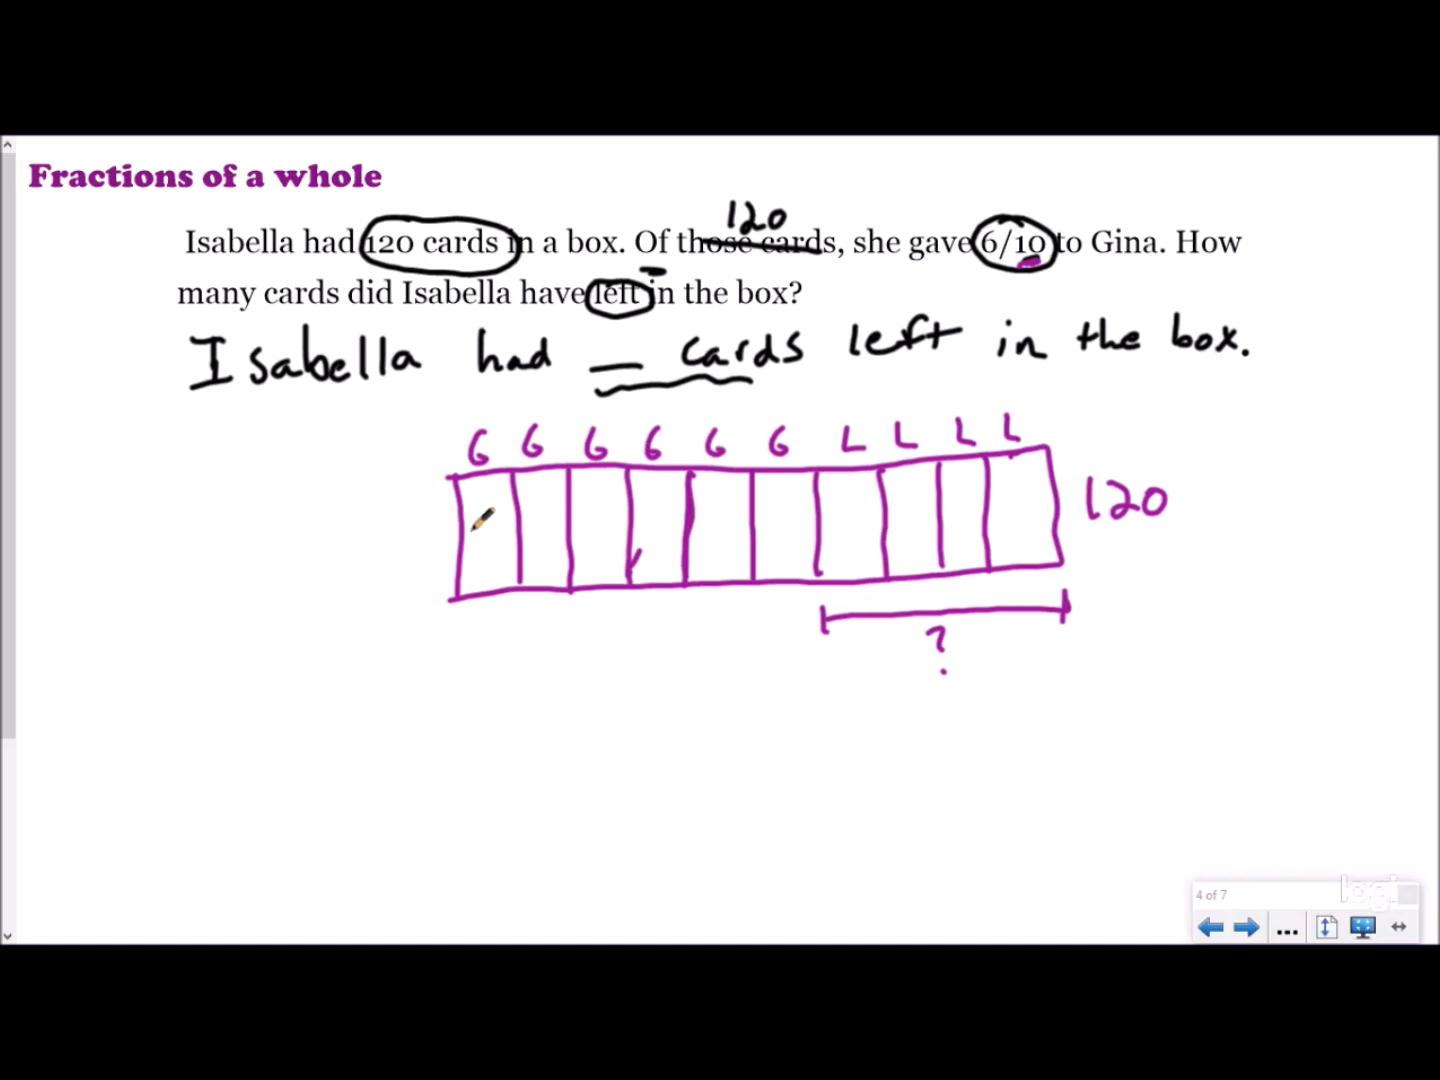 Fractions of a whole
120
Isabella had 120 cards in a box. Of those cards, she gave 6/10 to Gina. How
many cards did Isabella have left in the box?
Isabella had _ cards left in the box.
G G G G G G L L L L
120
?
4 of 7
logi